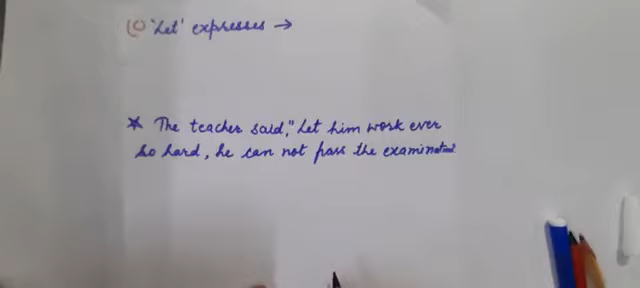 (C) 'Let' expresses →
* The teacher said, "Let him work ever
so hard, he can not pass the examination